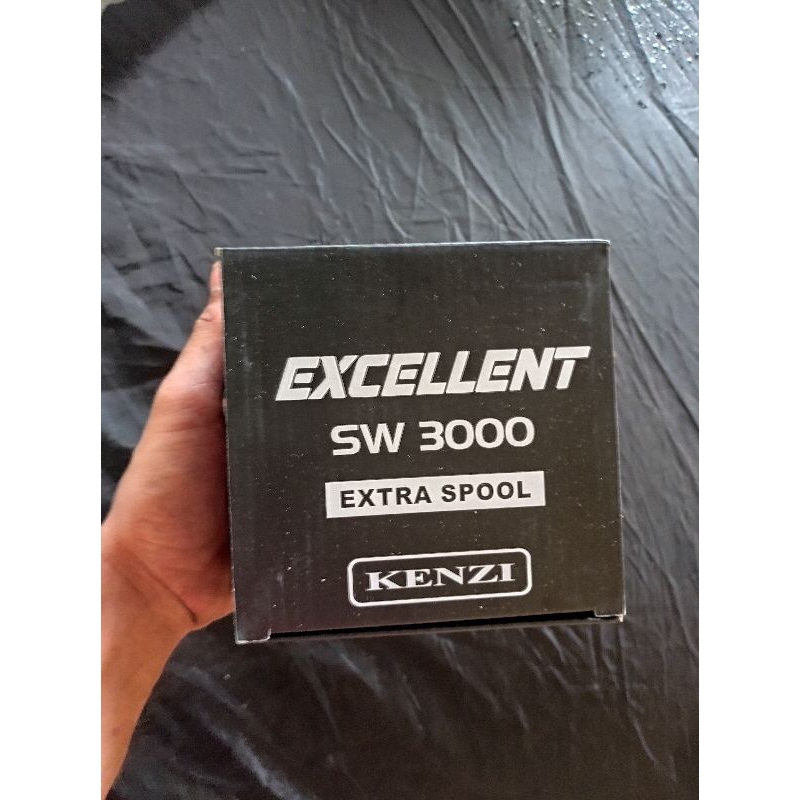 EXCELLENT
SW 3000
EXTRA SPOOL
KENZI